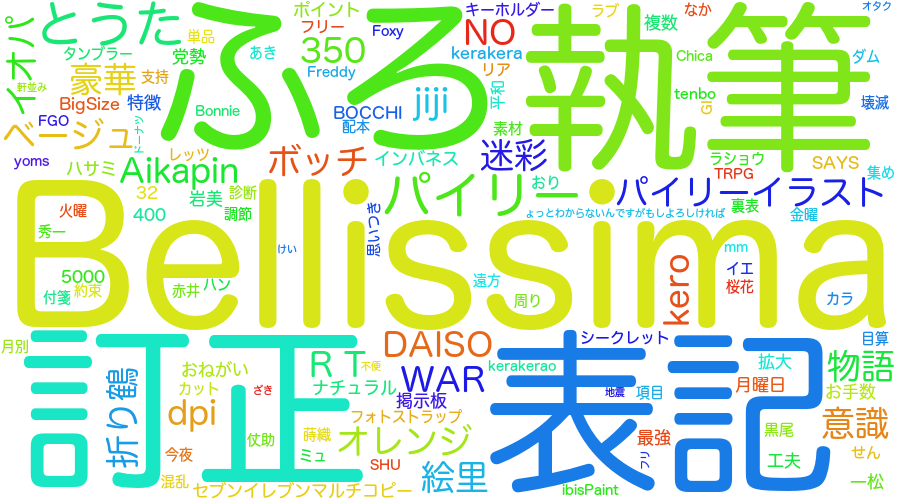 とうた
ふろ
執筆
イオパ
タンブラー
単品
あき
ポイント
フリー
350
Foxy
キーホルダー
NO
kerakera
ラブ
複数
なか
オタク
豪華
党勢
支持
Freddy
リア
Chica
ダム
軒並み
BigSize
特徴
Bonnie
BOCCHI
jiji
平和
tenbo
GI
壊滅
FGO
配本
素材
ベージュ
ドーナツ
yoms
ハサミ
Aikapin
レッツ
ボッチ
インバネス
迷彩
ラショウ
SAYS
TRPG
集め
32
岩美
診断
パイリー
おり
パイリーイラスト
火曜
400
調節
思いつき
ょっとわからないんですがもしよろしければ
裏表
金曜
秀一
Bellissima
けい
mm
5000
付箋
約束
赤井
ハン
遠方
周り
kero
イエ
桜花
カラ
訂正
表記
月別
折り鶴
おねがい
カット
ざき
RT
ナチュラル
DAISO
不便
WAR
掲示板
シークレット
kerakerao
地震
項目
拡大
月曜日
目算
物語
お手数
dpi
フォトストラップ
仗助
蒔織
オレンジ
意識
最強
黒尾
せん
今夜
ミュ
SHU
絵里
フリ
工夫
混乱
セブンイレブンマルチコピー
ibisPaint
一松